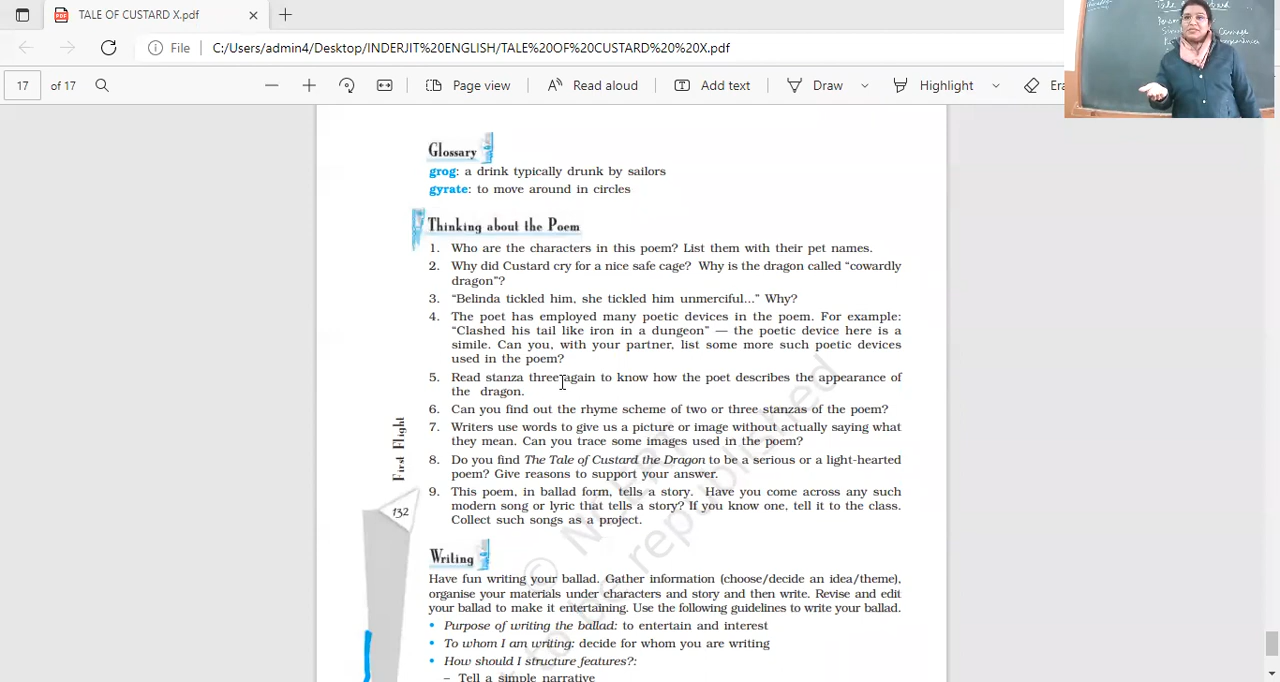 TALE OF CUSTARD X.pdf
File C:/Users/admin4/Desktop/INDERJIT%20ENGLISH/TALE%20OF%20CUSTARD%20%20X.pdf
17 of 17 Page view Read aloud Add text Draw Highlight Era
Glossary
grog: a drink typically drunk by sailors
gyrate: to move around in circles
Thinking about the Poem
1. Who are the characters in this poem? List them with their pet names.
2. Why did Custard cry for a nice safe cage? Why is the dragon called “cowardly
dragon”?
3. “Belinda tickled him, she tickled him unmerciful...” Why?
4. The poet has employed many poetic devices in the poem. For example:
“Clashed his tail like iron in a dungeon” — the poetic device here is a
simile. Can you, with your partner, list some more such poetic devices
used in the poem?
5. Read stanza three again to know how the poet describes the appearance of
the dragon.
6. Can you find out the rhyme scheme of two or three stanzas of the poem?
7. Writers use words to give us a picture or image without actually saying what
they mean. Can you trace some images used in the poem?
8. Do you find The Tale of Custard the Dragon to be a serious or a light-hearted
poem? Give reasons to support your answer.
9. This poem, in ballad form, tells a story. Have you come across any such
modern song or lyric that tells a story? If you know one, tell it to the class.
Collect such songs as a project.
First Flight
132
© NCERT
not to be republished
Writing
Have fun writing your ballad. Gather information (choose/decide an idea/theme),
organise your materials under characters and story and then write. Revise and edit
your ballad to make it entertaining. Use the following guidelines to write your ballad.
• Purpose of writing the ballad: to entertain and interest
• To whom I am writing: decide for whom you are writing
• How should I structure features?:
– Tell a simple narrative